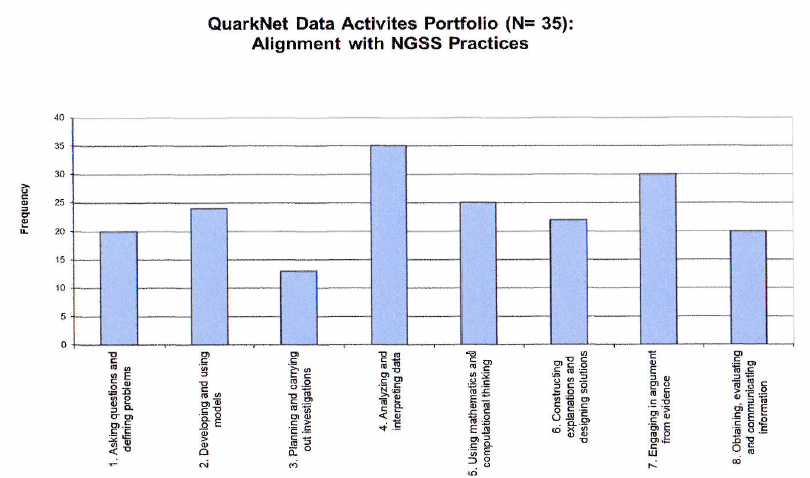 QuarkNet Data Activites Portfolio (N= 35):
Alignment with NGSS Practices
Frequency
40
35
30
25
20
15
10
5
0
1. Asking questions and
defining problems
2. Developing and using
models
3. Planning and carrying
out investigations
4. Analyzing and
interpreting data
5. Using mathematics and
computational thinking
6. Constructing
explanations and
designing solutions
7. Engaging in argument
from evidence
8. Obtaining, evaluating
and communicating
information